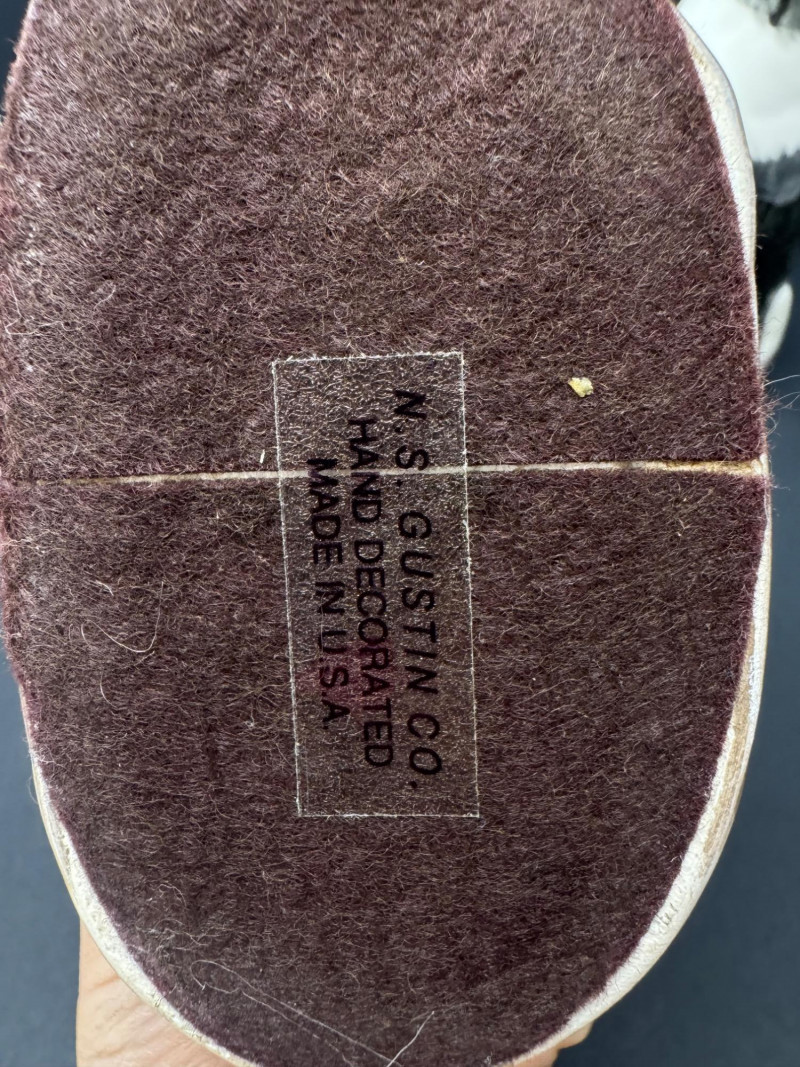 N.S. GUSTIN CO.
HAND DECORATED
MADE IN U.S.A